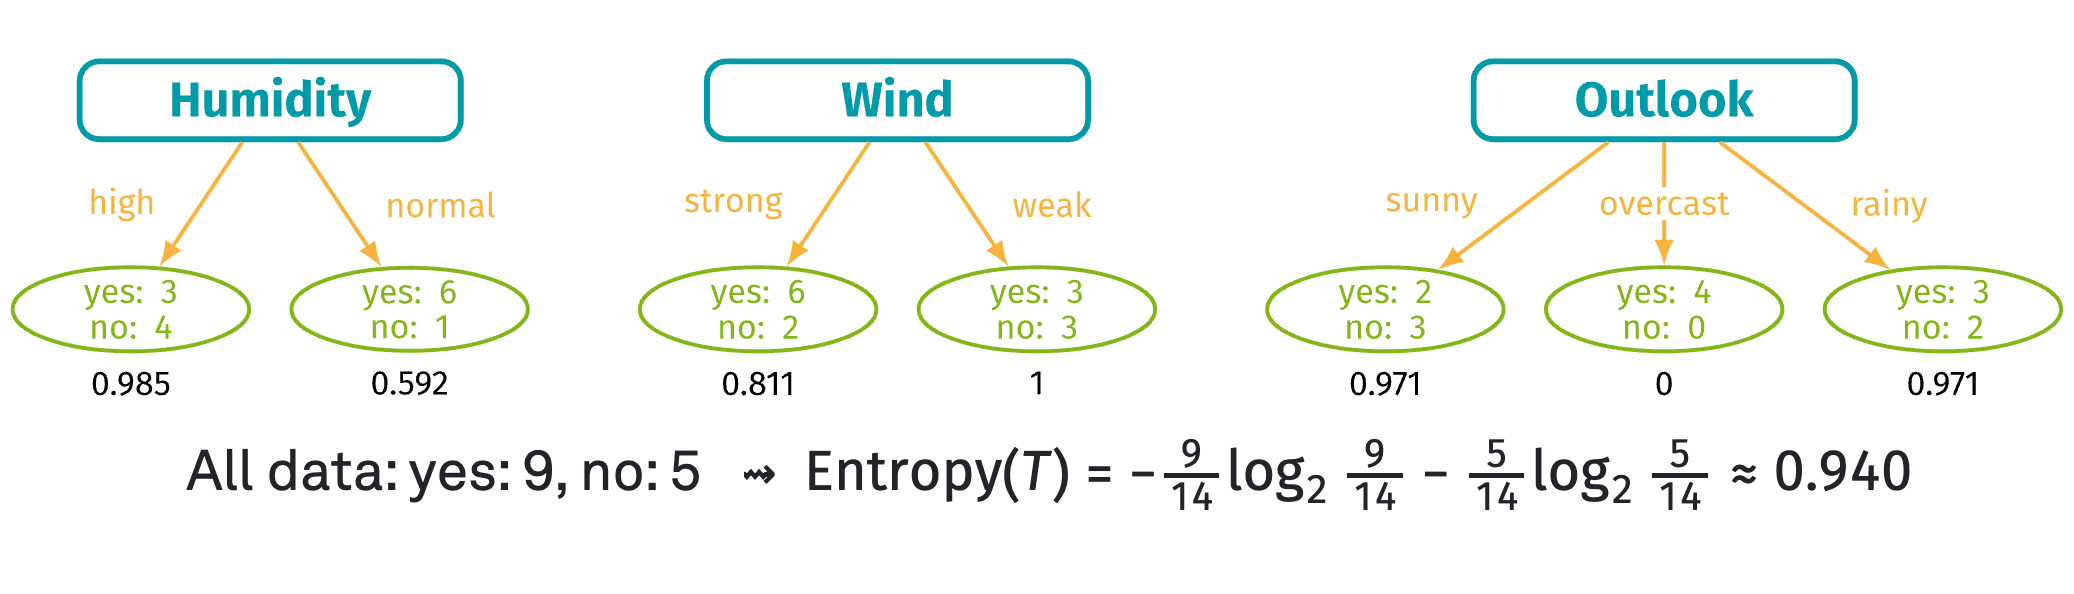 Humidity
Wind
Outlook
high
normal
strong
weak
sunny
overcast
rainy
yes: 3
no: 4
yes: 6
no: 1
yes: 6
no: 2
yes: 3
no: 3
yes: 2
no: 3
yes: 4
no: 0
yes: 3
no: 2
0.985
0.592
0.811
1
0.971
0
0.971
All data: yes: 9, no: 5 ⇝ Entropy(T) = − 9/14 log₂ 9/14 − 5/14 log₂ 5/14 ≈ 0.940